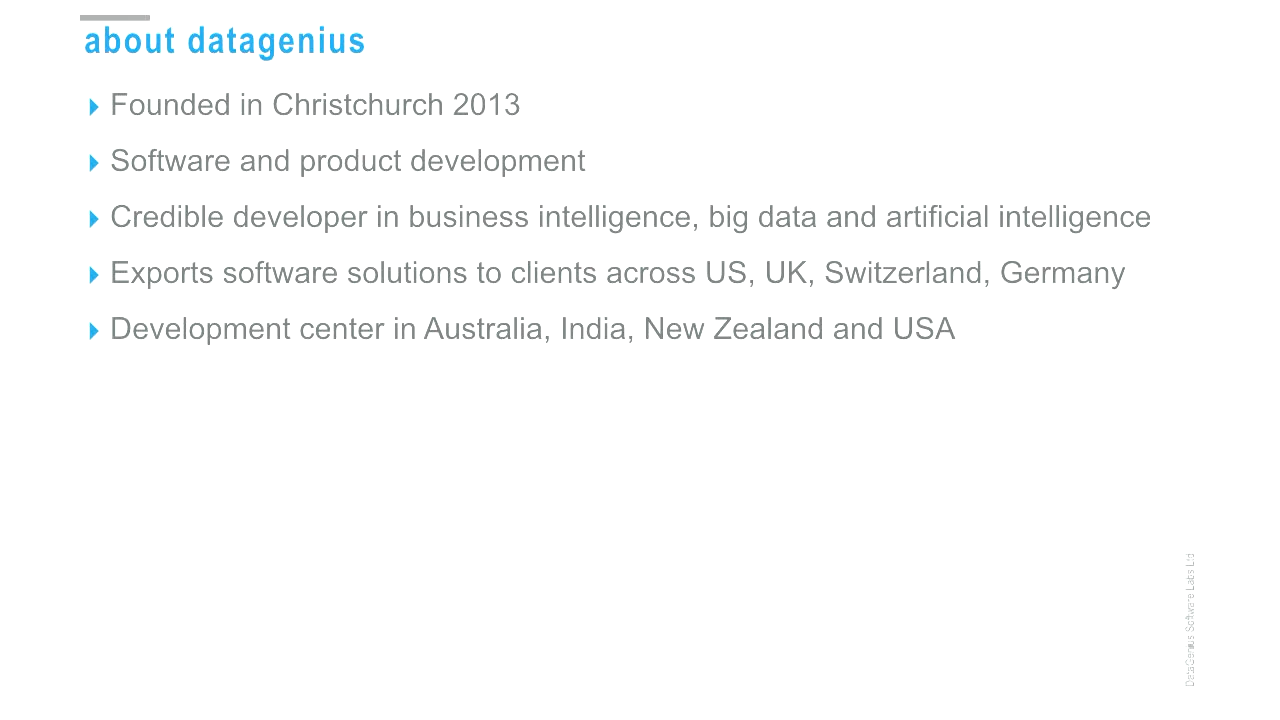 about datagenius
Founded in Christchurch 2013
Software and product development
Credible developer in business intelligence, big data and artificial intelligence
Exports software solutions to clients across US, UK, Switzerland, Germany
Development center in Australia, India, New Zealand and USA
DataGenius Software Labs Ltd